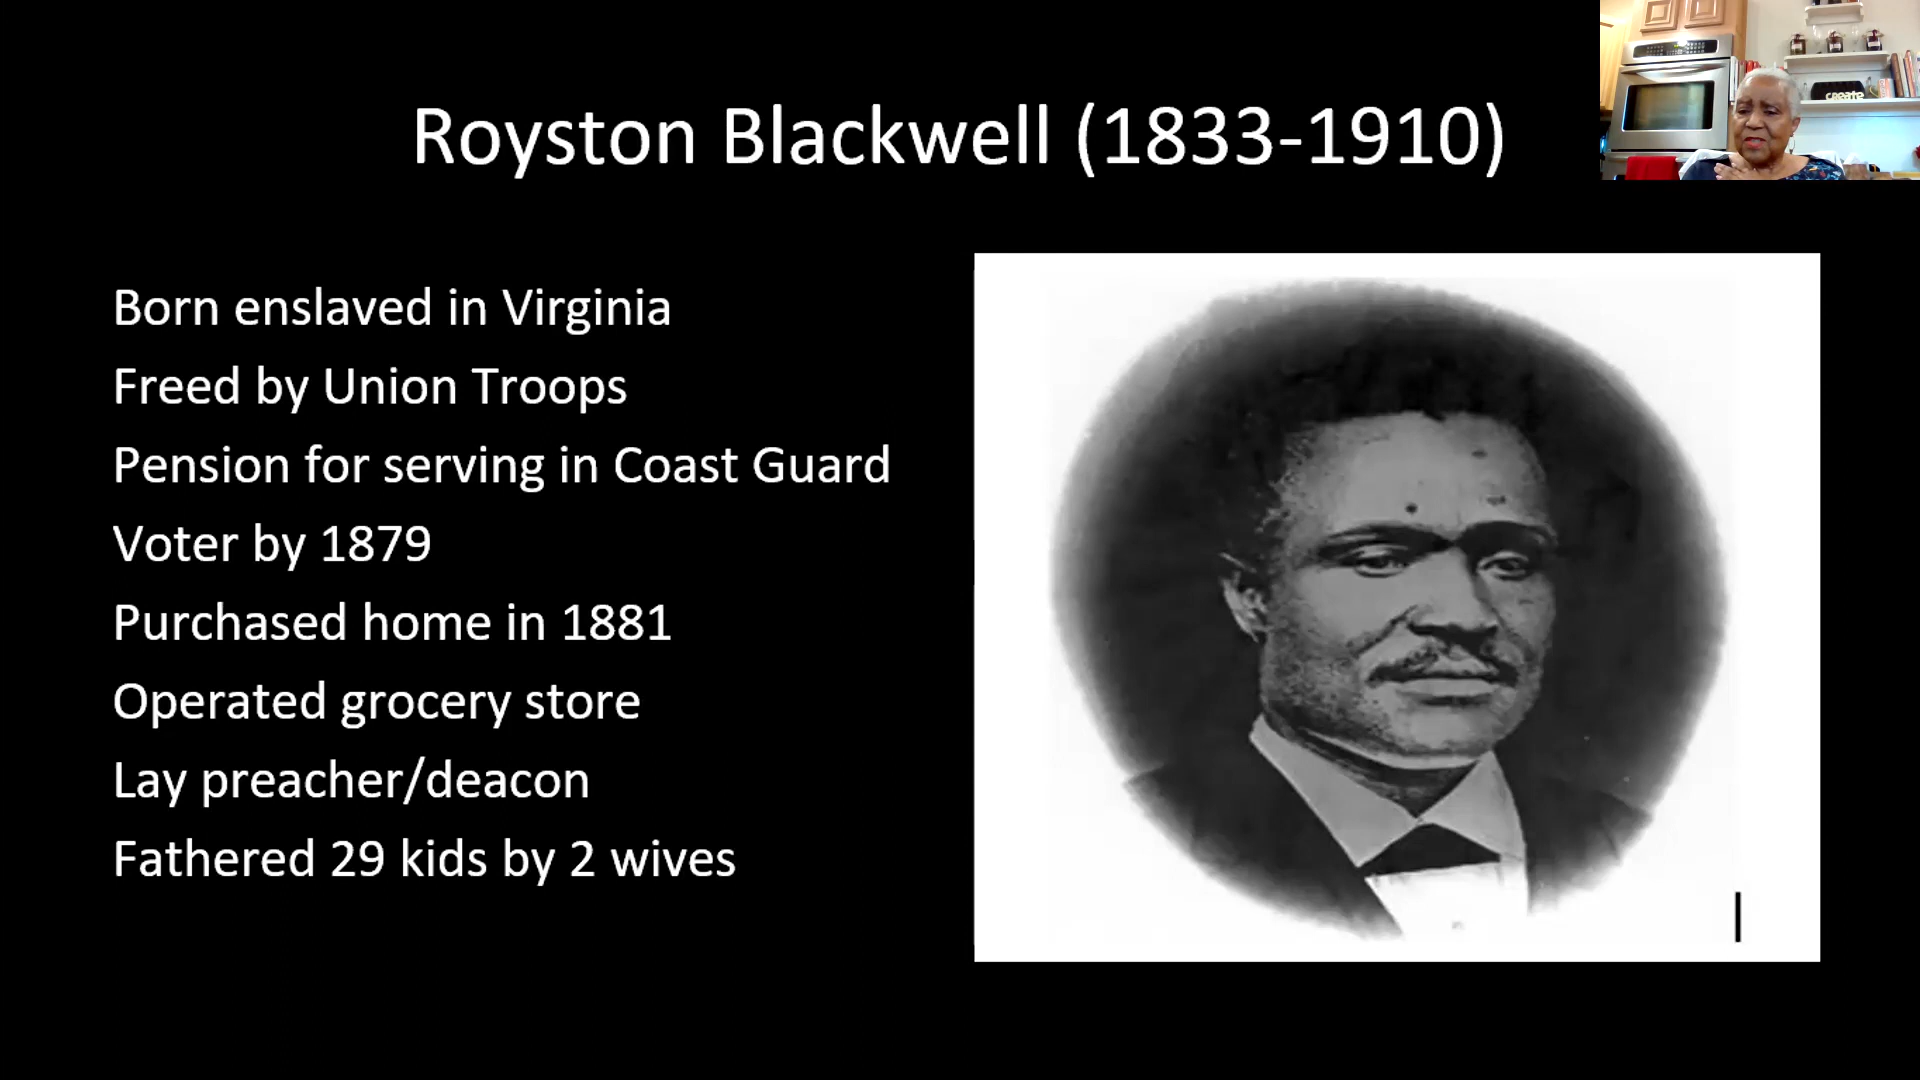 Royston Blackwell (1833-1910)
Born enslaved in Virginia
Freed by Union Troops
Pension for serving in Coast Guard
Voter by 1879
Purchased home in 1881
Operated grocery store
Lay preacher/deacon
Fathered 29 kids by 2 wives
create